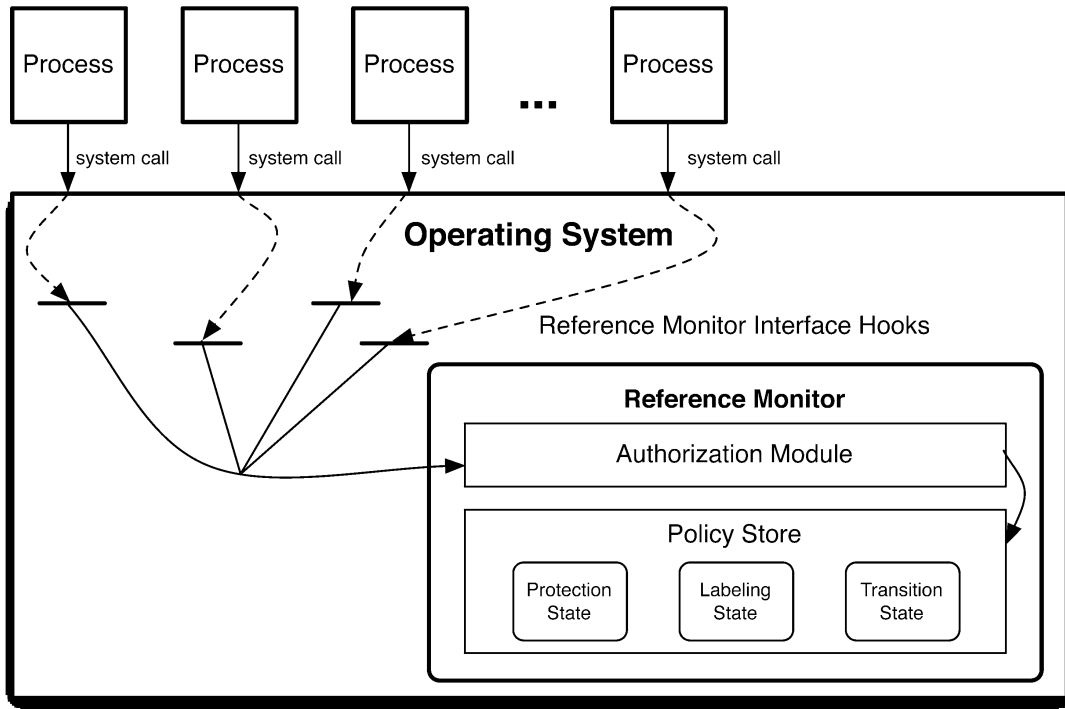 Process
Process
Process
...
Process
system call
system call
system call
system call
Operating System
Reference Monitor Interface Hooks
Reference Monitor
Authorization Module
Policy Store
Protection
State
Labeling
State
Transition
State